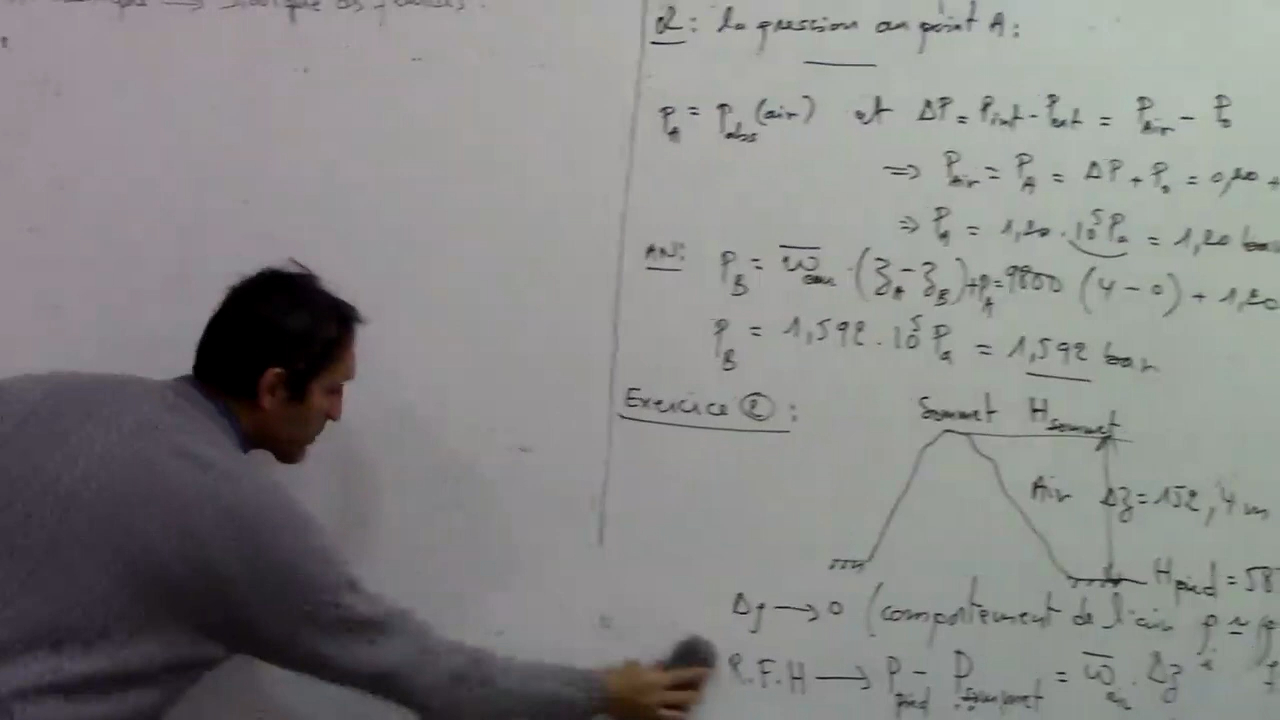 2: la pression au point A:
P_A = P_abs (air) et ΔP = P_int - P_ext = P_air - P_0
=> P_air = P_A = ΔP + P_0 = 0,20 +
=> P_A = 1,20 . 10^5 Pa = 1,20 bar
AN: P_B = ϖ_eau . (z_A - z_B) + P_A = 9800 (4 - 0) + 1,20
P_B = 1,592 . 10^5 Pa = 1,592 bar
Exercice 2 :
Sommet H_sommet
Air Δz = 152,4 m
H_pied = 58
Δg → 0 (comportement de l'air ρ ≈
R.F.H → P_pied - P_sommet = ϖ_air . Δz